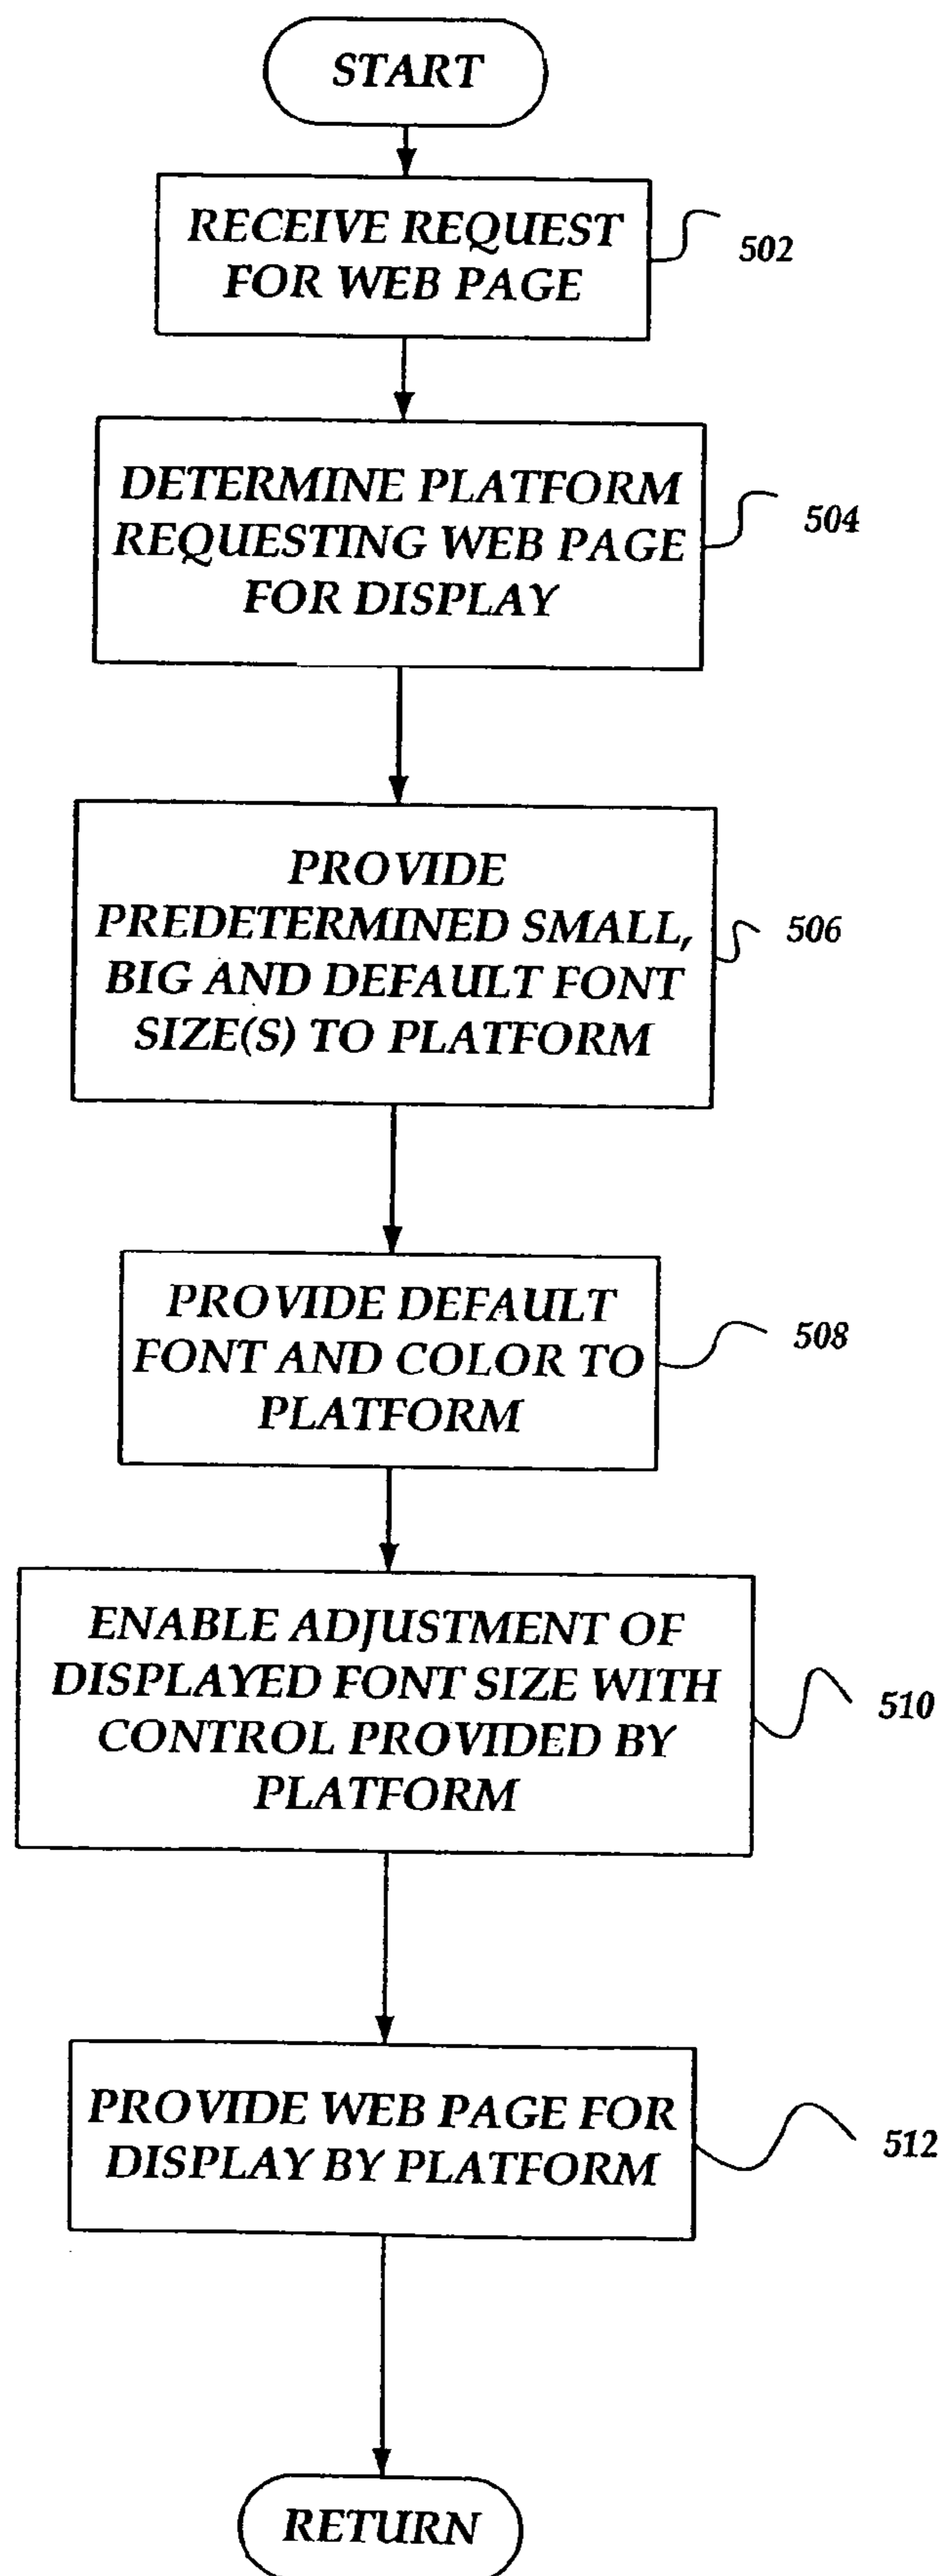 START
RECEIVE REQUEST
FOR WEB PAGE
502
DETERMINE PLATFORM
REQUESTING WEB PAGE
FOR DISPLAY
504
PROVIDE
PREDETERMINED SMALL,
BIG AND DEFAULT FONT
SIZE(S) TO PLATFORM
506
PROVIDE DEFAULT
FONT AND COLOR TO
PLATFORM
508
ENABLE ADJUSTMENT OF
DISPLAYED FONT SIZE WITH
CONTROL PROVIDED BY
PLATFORM
510
PROVIDE WEB PAGE FOR
DISPLAY BY PLATFORM
512
RETURN